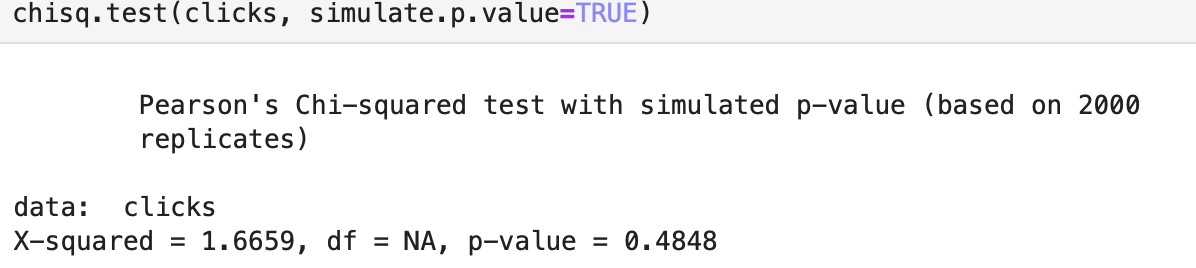 chisq.test(clicks, simulate.p.value=TRUE)
Pearson's Chi-squared test with simulated p-value (based on 2000
replicates)
data:  clicks
X-squared = 1.6659, df = NA, p-value = 0.4848